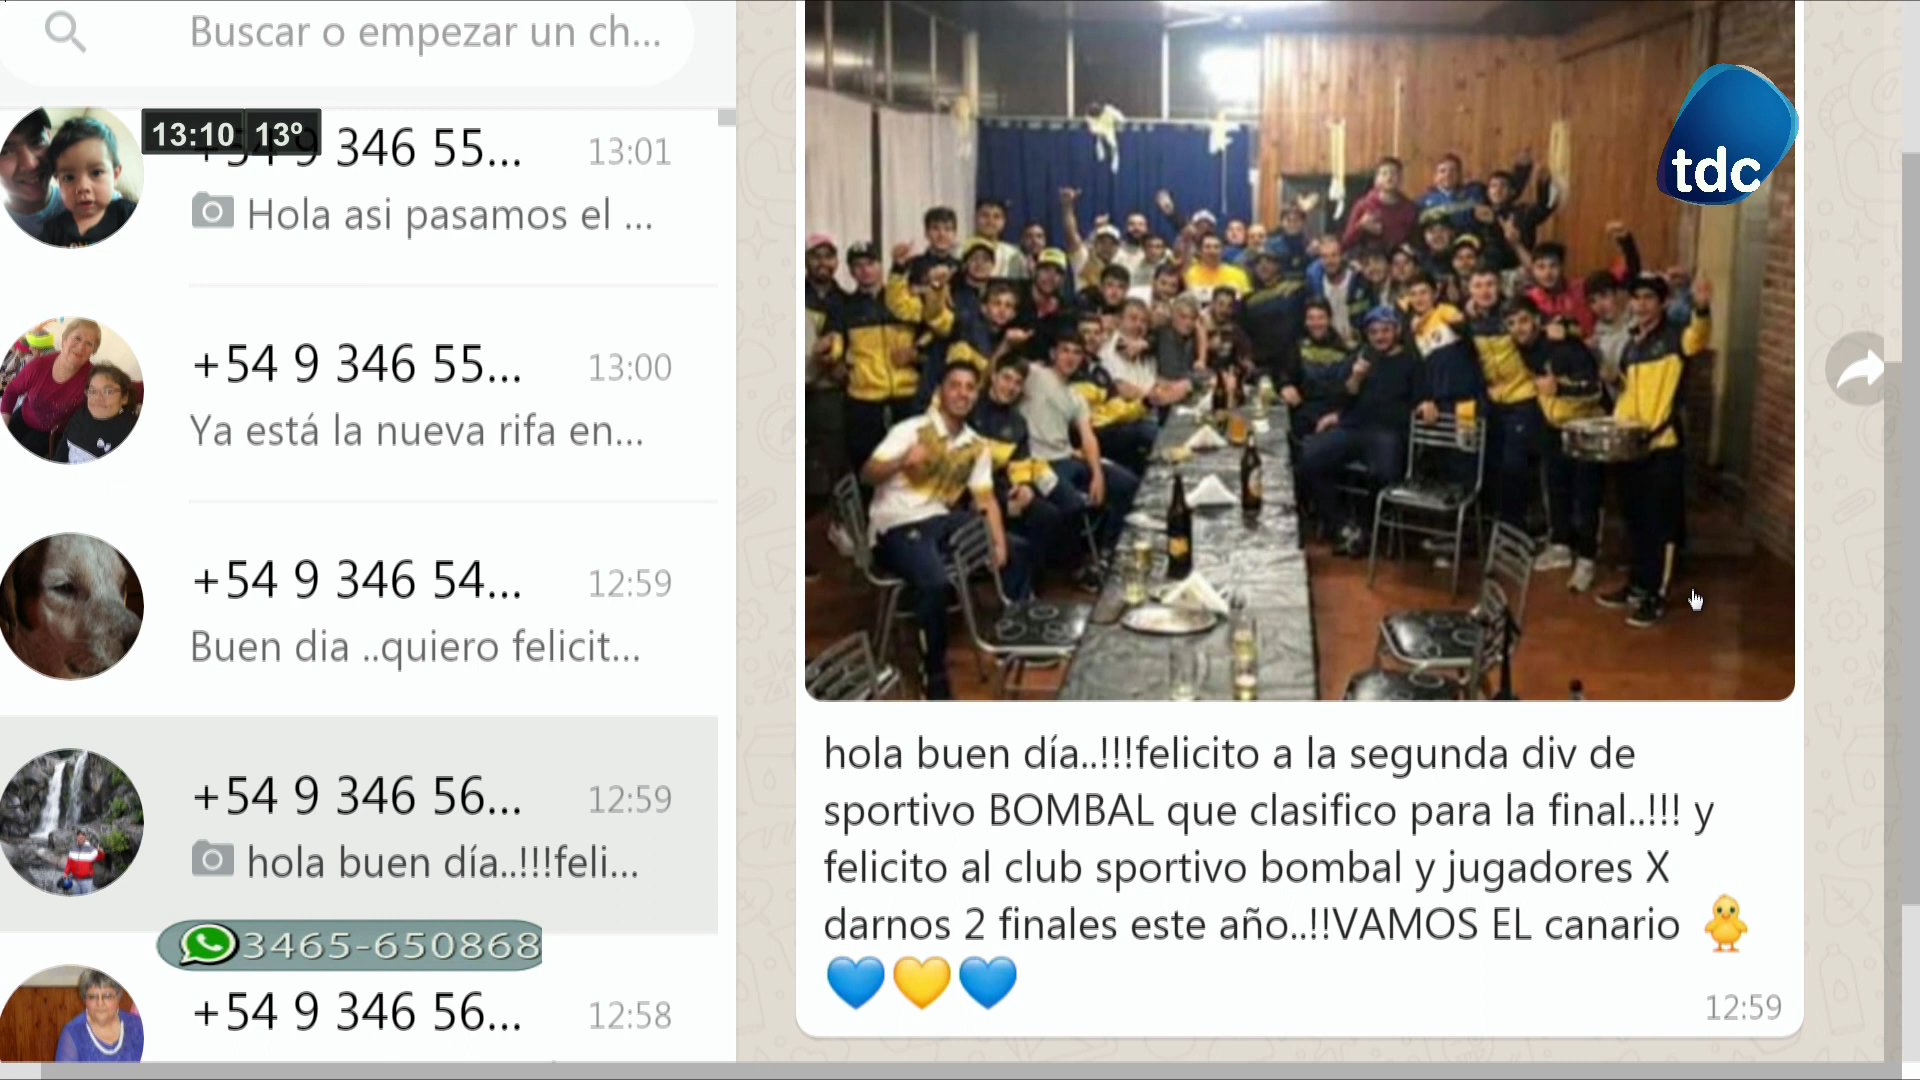 Buscar o empezar un ch...
13:10 13º
9 346 55... 13:01
Hola asi pasamos el ...
+54 9 346 55... 13:00
Ya está la nueva rifa en...
+54 9 346 54... 12:59
Buen dia ..quiero felicit...
+54 9 346 56... 12:59
hola buen día..!!!feli...
3465-650868
+54 9 346 56... 12:58
tdc
hola buen día..!!!felicito a la segunda div de
sportivo BOMBAL que clasifico para la final..!!! y
felicito al club sportivo bombal y jugadores X
darnos 2 finales este año..!!VAMOS EL canario 🐥
💙💛💙
12:59